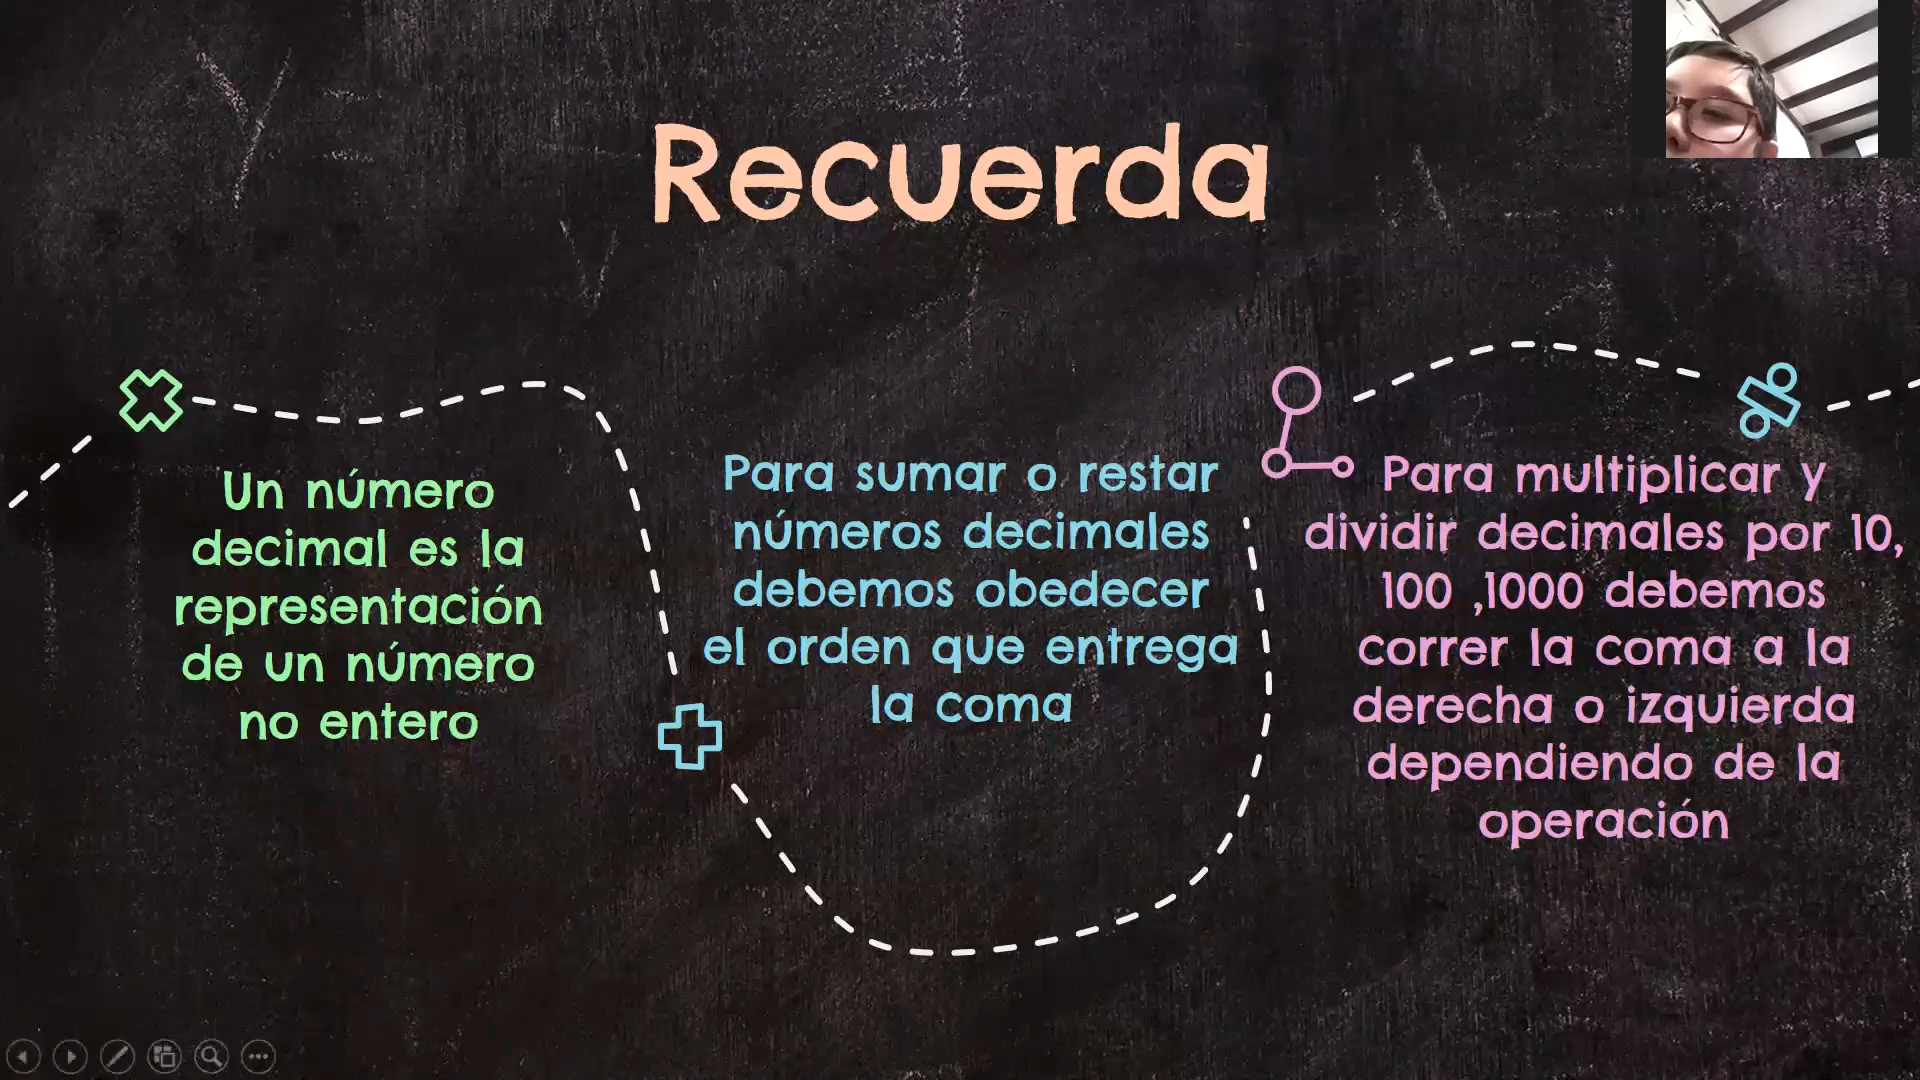 Recuerda
Un número
decimal es la
representación
de un número
no entero
Para sumar o restar
números decimales
debemos obedecer
el orden que entrega
la coma
Para multiplicar y
dividir decimales por 10,
100 ,1000 debemos
correr la coma a la
derecha o izquierda
dependiendo de la
operación